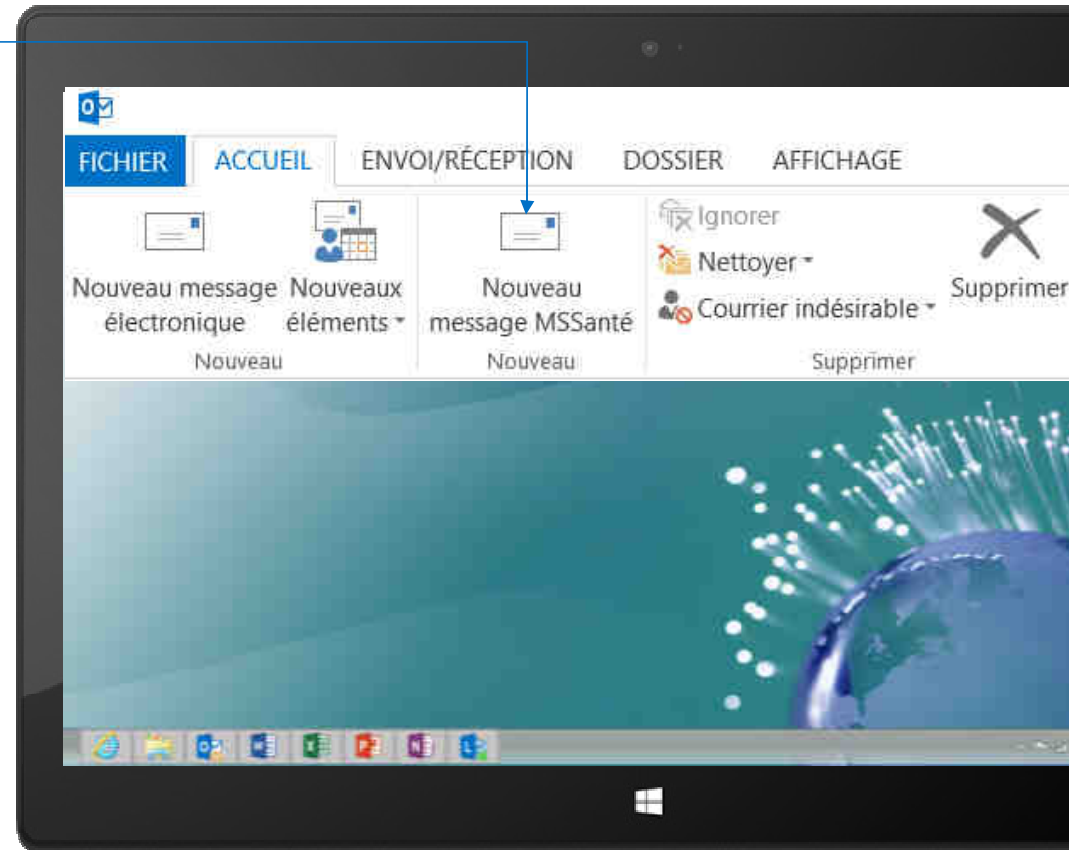 FICHIER ACCUEIL ENVOI/RÉCEPTION DOSSIER AFFICHAGE
Nouveau message
électronique
Nouveaux
éléments
Nouveau
Nouveau
message MSSanté
Nouveau
Ignorer
Nettoyer
Courrier indésirable
Supprimer
Supprimer